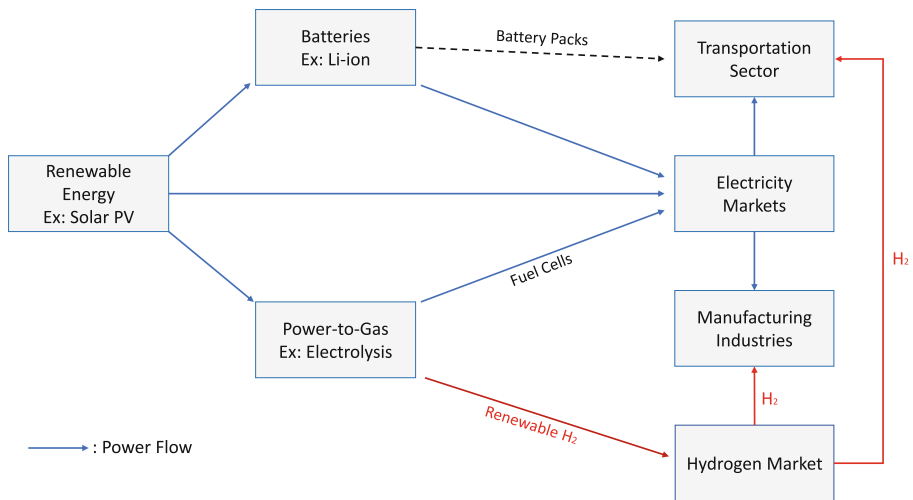 Batteries
Ex: Li-ion
Battery Packs
Transportation
Sector
Renewable
Energy
Ex: Solar PV
Electricity
Markets
H₂
Fuel Cells
Power-to-Gas
Ex: Electrolysis
Manufacturing
Industries
Renewable H₂
H₂
: Power Flow
Hydrogen Market